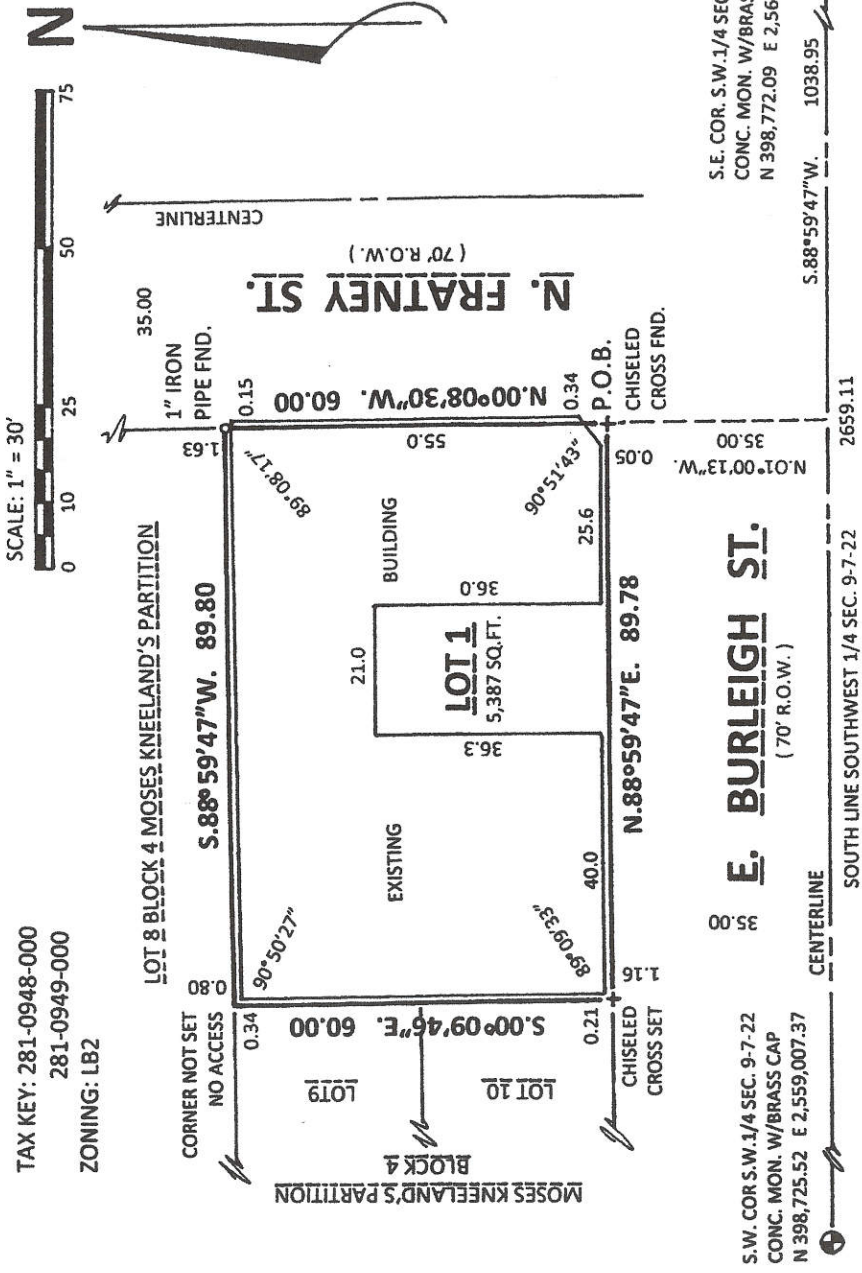 TAX KEY: 281-0948-000
281-0949-000
ZONING: LB2
SCALE: 1" = 30'
0 10 25 50 75
N
LOT 8 BLOCK 4 MOSES KNEELAND'S PARTITION
S.88°59'47"W. 89.80
1" IRON
PIPE FND.
35.00
CORNER NOT SET
NO ACCESS
0.34
0.80
90°50'27"
1.63
89°08'17"
0.15
N.00°08'30"W. 60.00
55.0
0.34
P.O.B.
CHISELED
CROSS FND.
90°51'43"
0.05
N. FRATNEY ST.
( 70' R.O.W. )
CENTERLINE
EXISTING
BUILDING
21.0
36.0
36.3
25.6
40.0
LOT 1
5,387 SQ.FT.
S.00°09'46"E. 60.00
89°09'33"
0.21
1.16
CHISELED
CROSS SET
LOT9
LOT 10
MOSES KNEELAND'S PARTITION
BLOCK 4
N.88°59'47"E. 89.78
N.01°00'13"W.
35.00
35.00
E. BURLEIGH ST.
( 70' R.O.W. )
CENTERLINE
S.W. COR S.W.1/4 SEC. 9-7-22
CONC. MON. W/BRASS CAP
N 398,725.52 E 2,559,007.37
SOUTH LINE SOUTHWEST 1/4 SEC. 9-7-22
2659.11
S.88°59'47"W. 1038.95
S.E. COR. S.W.1/4 SEC
CONC. MON. W/BRAS
N 398,772.09 E 2,56